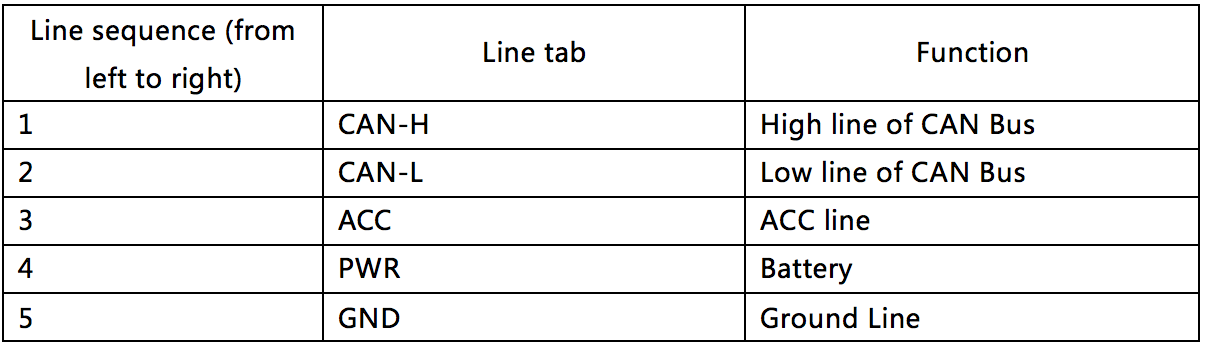 Line sequence (from
left to right)
Line tab
Function
1 CAN-H High line of CAN Bus
2 CAN-L Low line of CAN Bus
3 ACC ACC line
4 PWR Battery
5 GND Ground Line